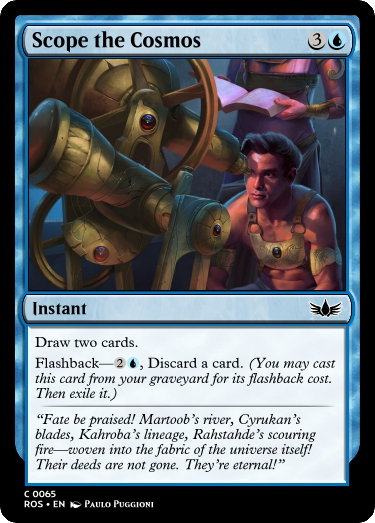 Scope the Cosmos 3
Instant
Draw two cards.
Flashback—2, Discard a card. (You may cast
this card from your graveyard for its flashback cost.
Then exile it.)
“Fate be praised! Martoob’s river, Cyrukan’s
blades, Kahroba’s lineage, Rahstahde’s scouring
fire—woven into the fabric of the universe itself!
Their deeds are not gone. They’re eternal!”
C 0065
ROS • EN Paulo Puggioni